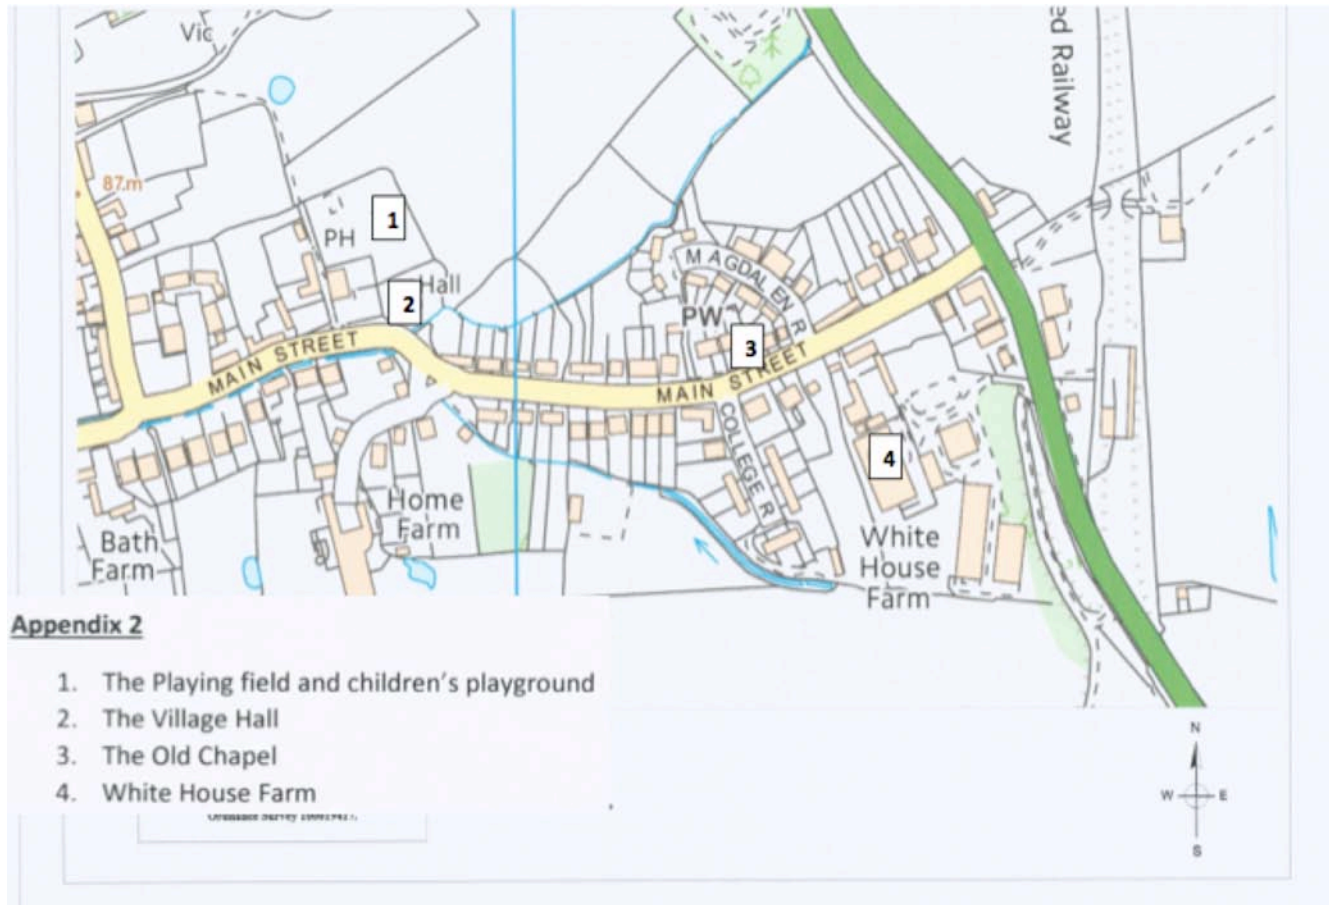 Vic
ed Railway
87.m
1
PH
Hall
2
MAGDALEN R
PW
3
MAIN STREET
MAIN STREET
COLLEGE R
4
Home
Farm
Bath
Farm
White
House
Farm
Appendix 2
1. The Playing field and children's playground
2. The Village Hall
3. The Old Chapel
4. White House Farm
N
W E
S